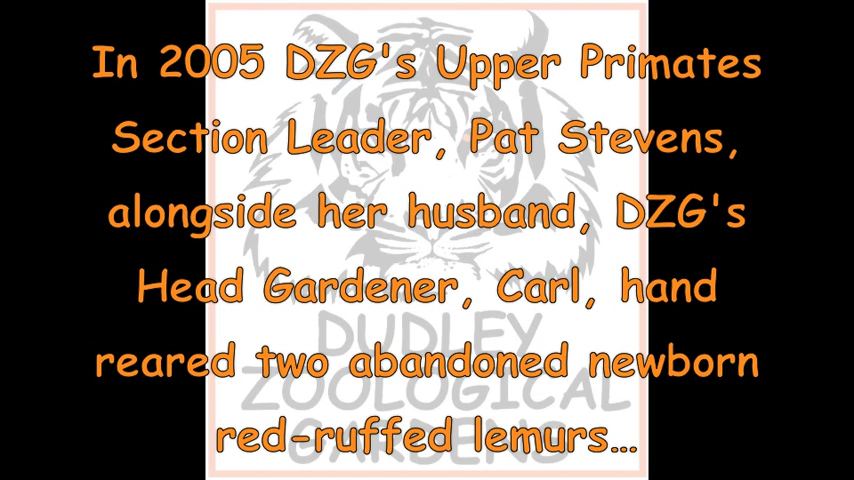 In 2005 DZG's Upper Primates
Section Leader, Pat Stevens,
alongside her husband, DZG's
Head Gardener, Carl, hand
reared two abandoned newborn
red-ruffed lemurs...
DUDLEY
ZOOLOGICAL
GARDENS